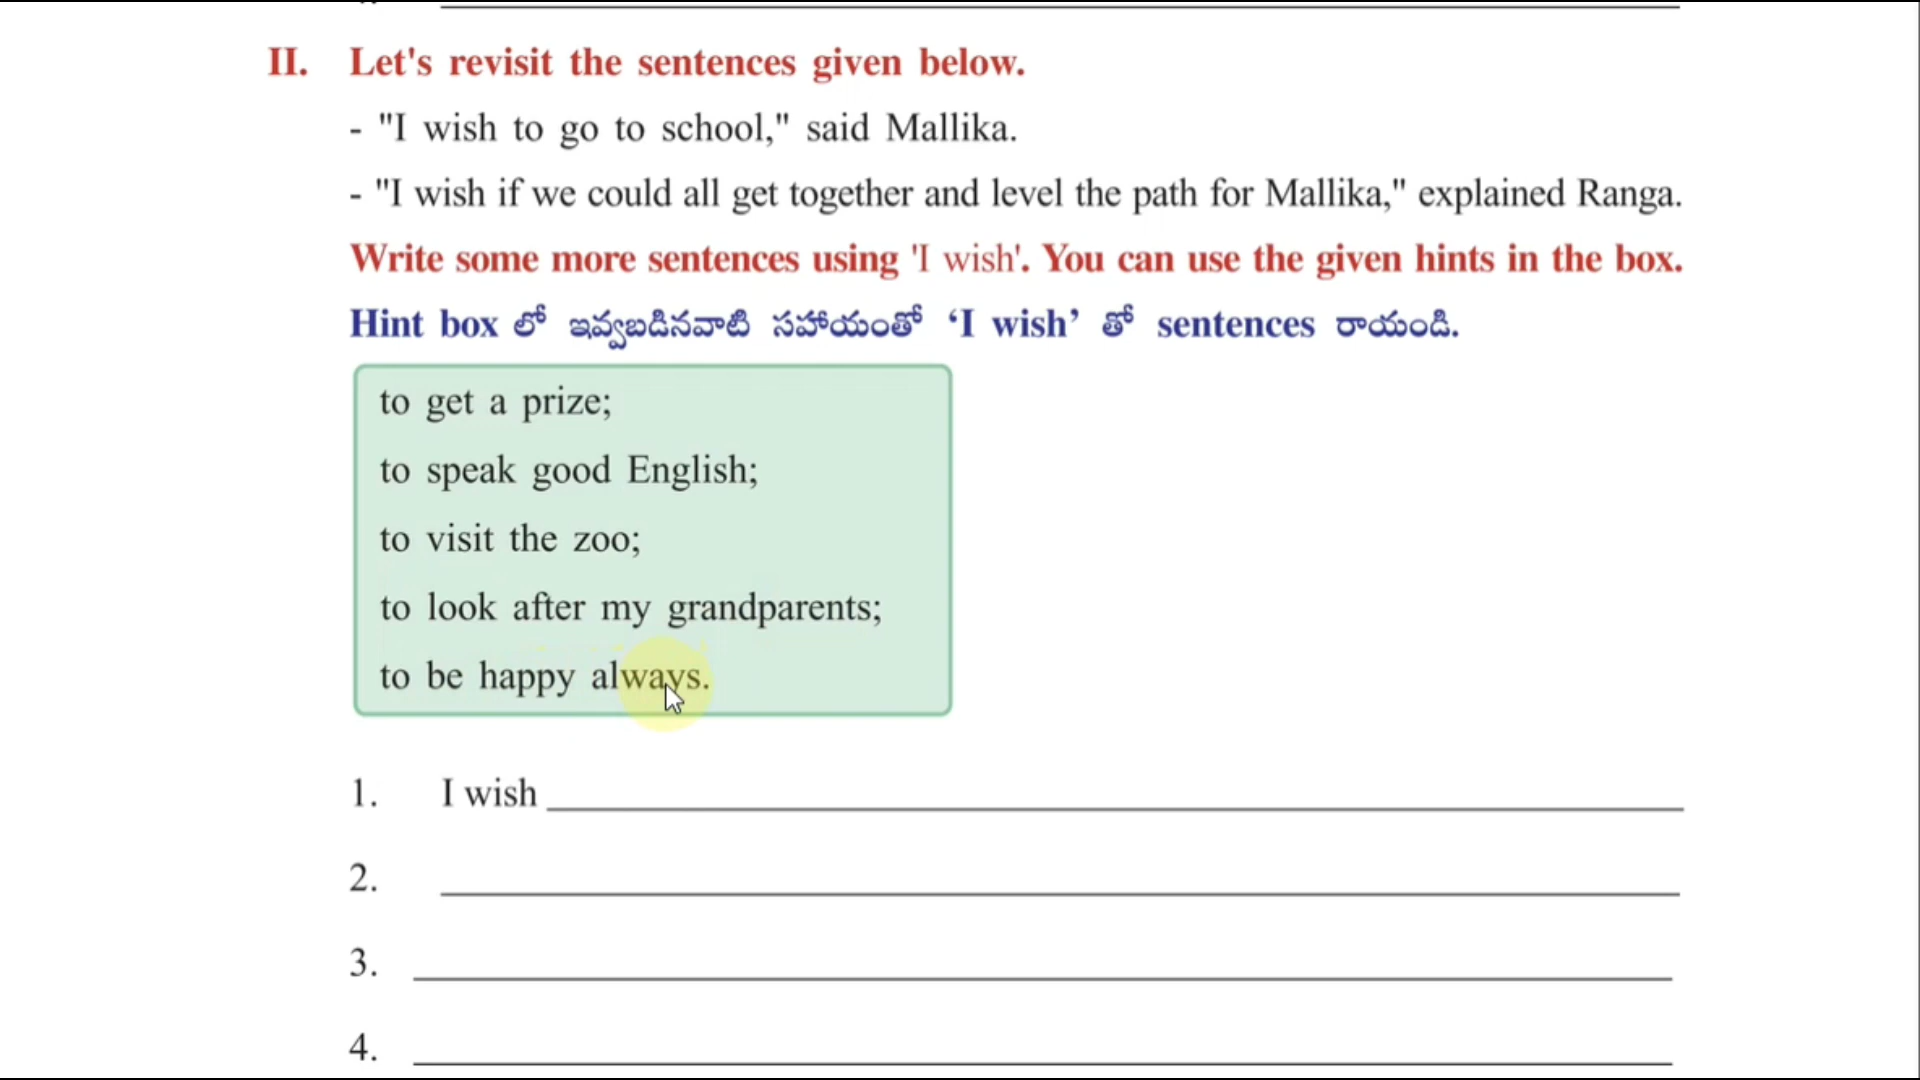 II. Let's revisit the sentences given below.
- "I wish to go to school," said Mallika.
- "I wish if we could all get together and level the path for Mallika," explained Ranga.
Write some more sentences using 'I wish'. You can use the given hints in the box.
Hint box లో ఇవ్వబడినవాటి సహాయంతో ‘I wish’ తో sentences రాయండి.
to get a prize;
to speak good English;
to visit the zoo;
to look after my grandparents;
to be happy always.
1. I wish
2.
3.
4.